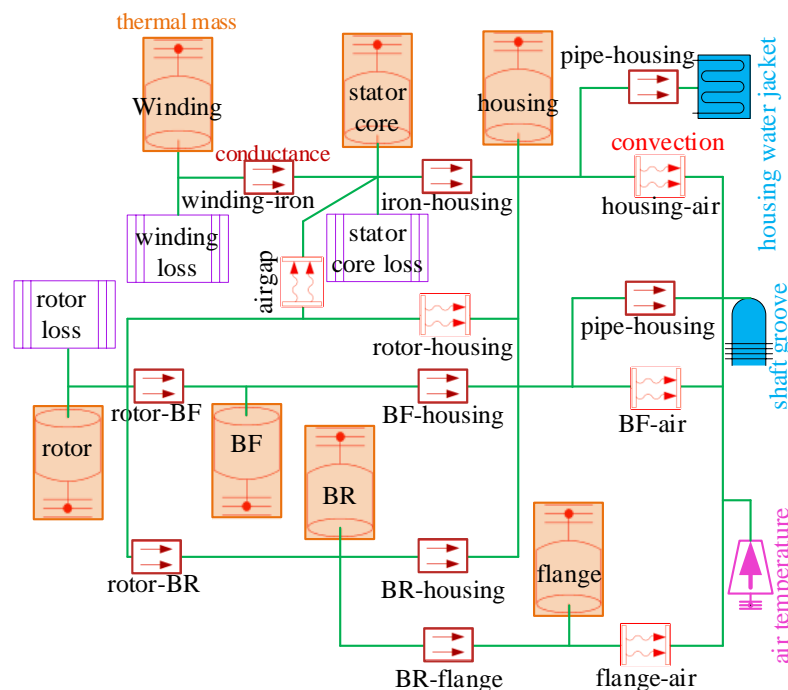 thermal mass
Winding
stator
core
housing
pipe-housing
housing water jacket
conductance
convection
winding-iron
iron-housing
housing-air
winding
loss
stator
core loss
airgap
rotor
loss
rotor-housing
pipe-housing
shaft groove
rotor-BF
BF-housing
BF-air
rotor
BF
BR
rotor-BR
BR-housing
flange
air temperature
BR-flange
flange-air